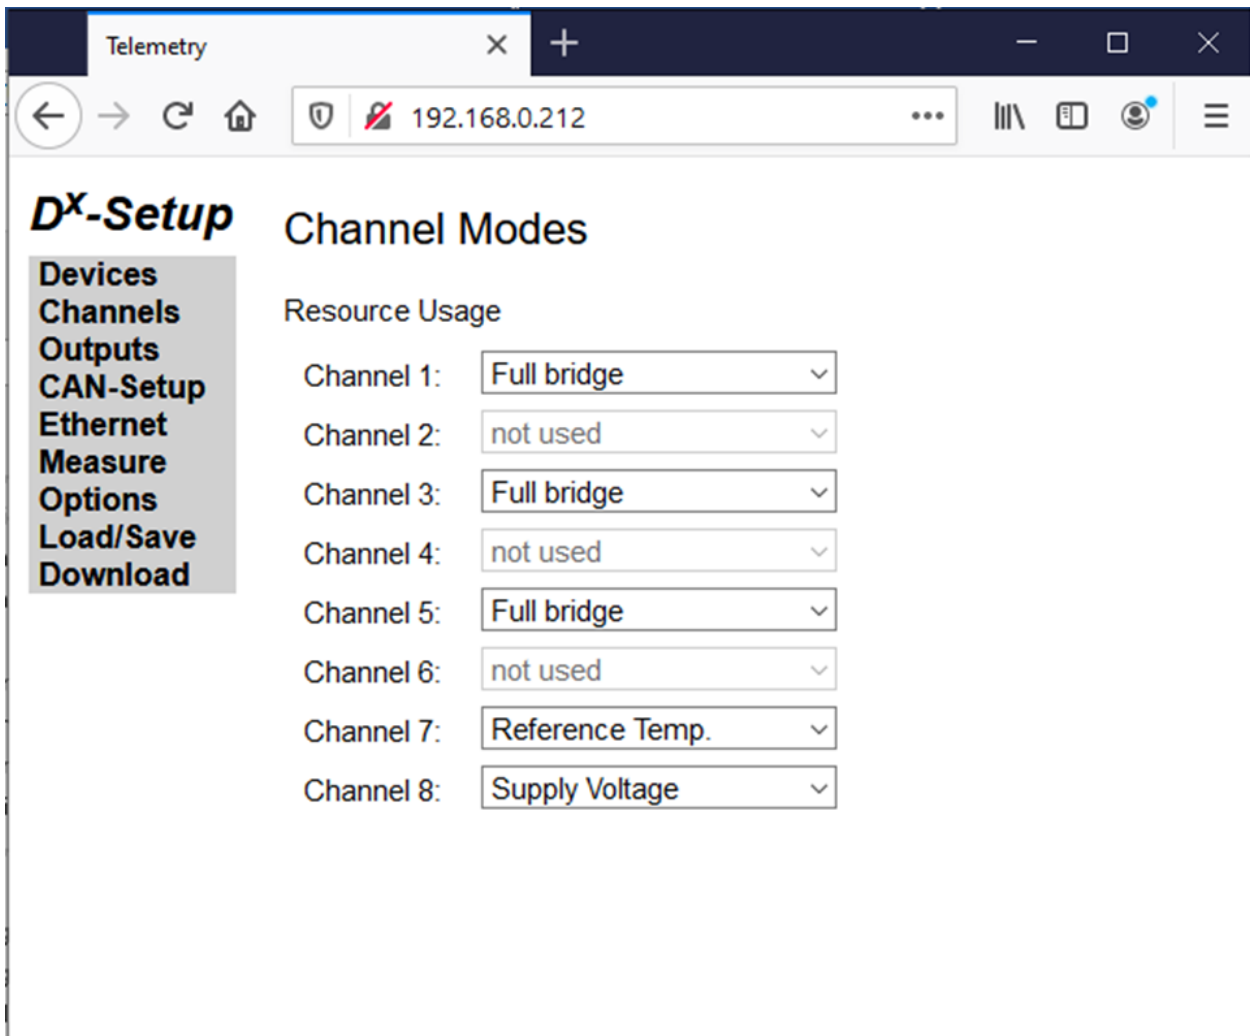 Telemetry
192.168.0.212
Dx-Setup
Devices
Channels
Outputs
CAN-Setup
Ethernet
Measure
Options
Load/Save
Download
Channel Modes
Resource Usage
Channel 1: Full bridge
Channel 2: not used
Channel 3: Full bridge
Channel 4: not used
Channel 5: Full bridge
Channel 6: not used
Channel 7: Reference Temp.
Channel 8: Supply Voltage